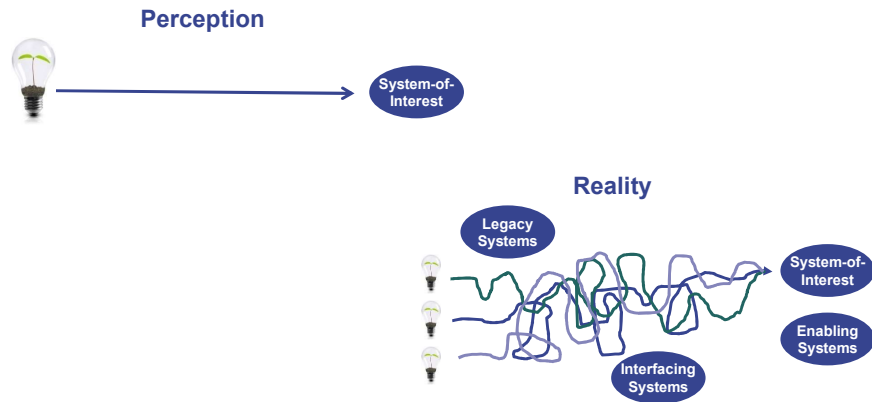 Perception
System-of-
Interest
Reality
Legacy
Systems
System-of-
Interest
Enabling
Systems
Interfacing
Systems